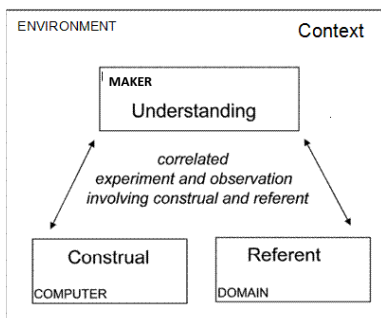 ENVIRONMENT
Context
MAKER
Understanding
correlated
experiment and observation
involving construal and referent
Construal
COMPUTER
Referent
DOMAIN